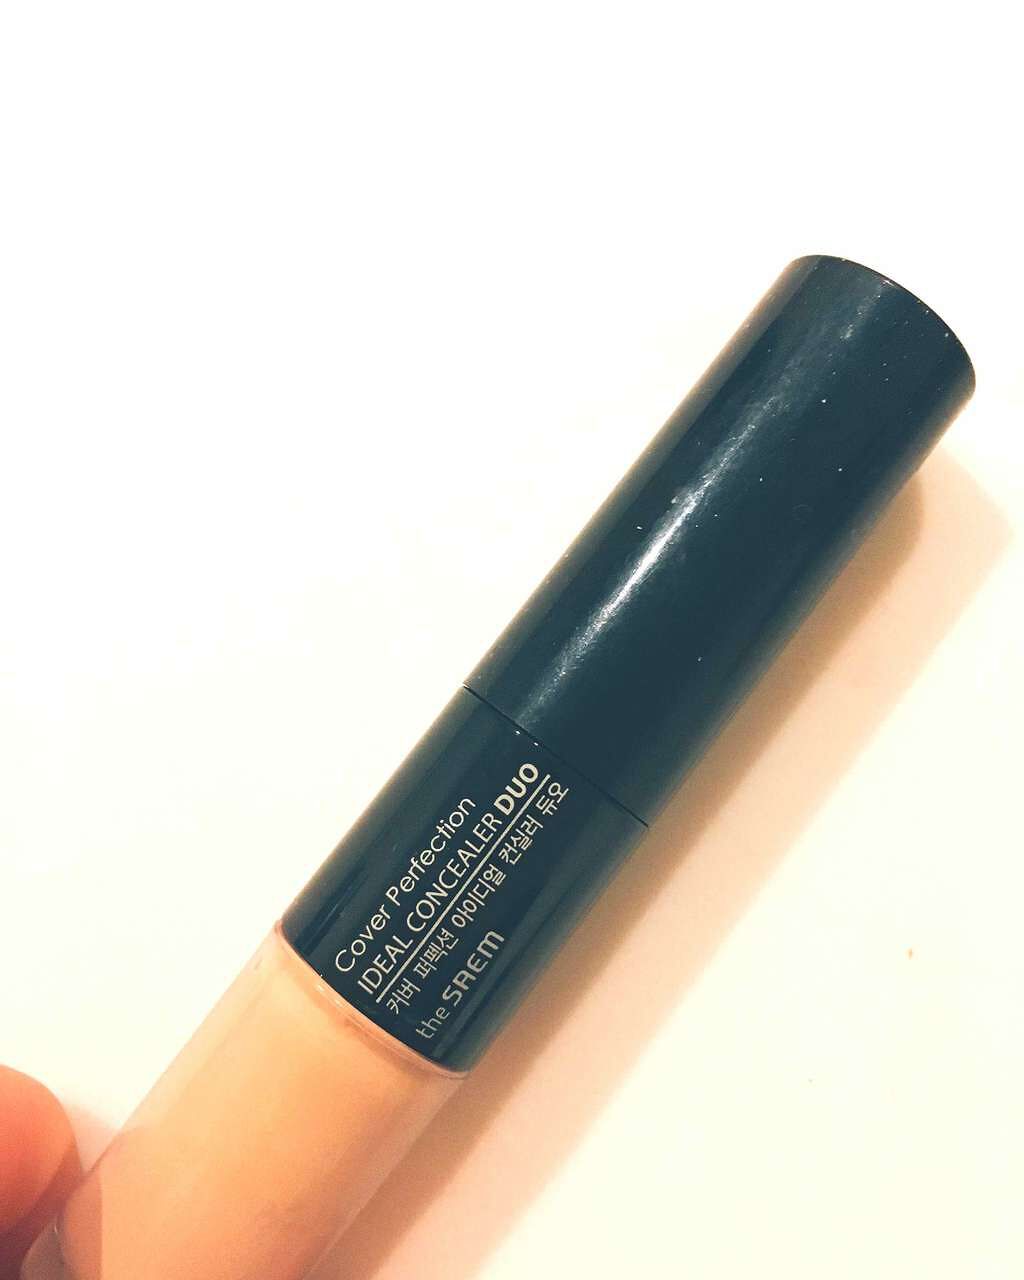 Cover Perfection
IDEAL CONCEALER DUO
커버 퍼펙션 아이디얼 컨실러 듀오
the SAEM